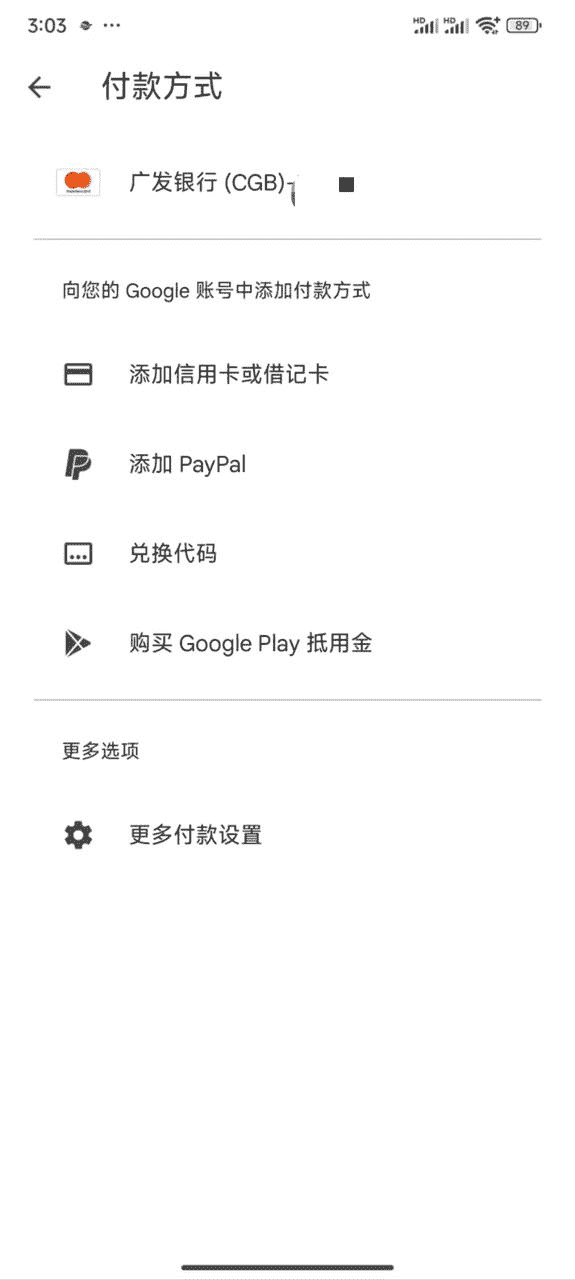 3:03 ... HD HD 89
付款方式
广发银行 (CGB)-
向您的 Google 账号中添加付款方式
添加信用卡或借记卡
添加 PayPal
兑换代码
购买 Google Play 抵用金
更多选项
更多付款设置